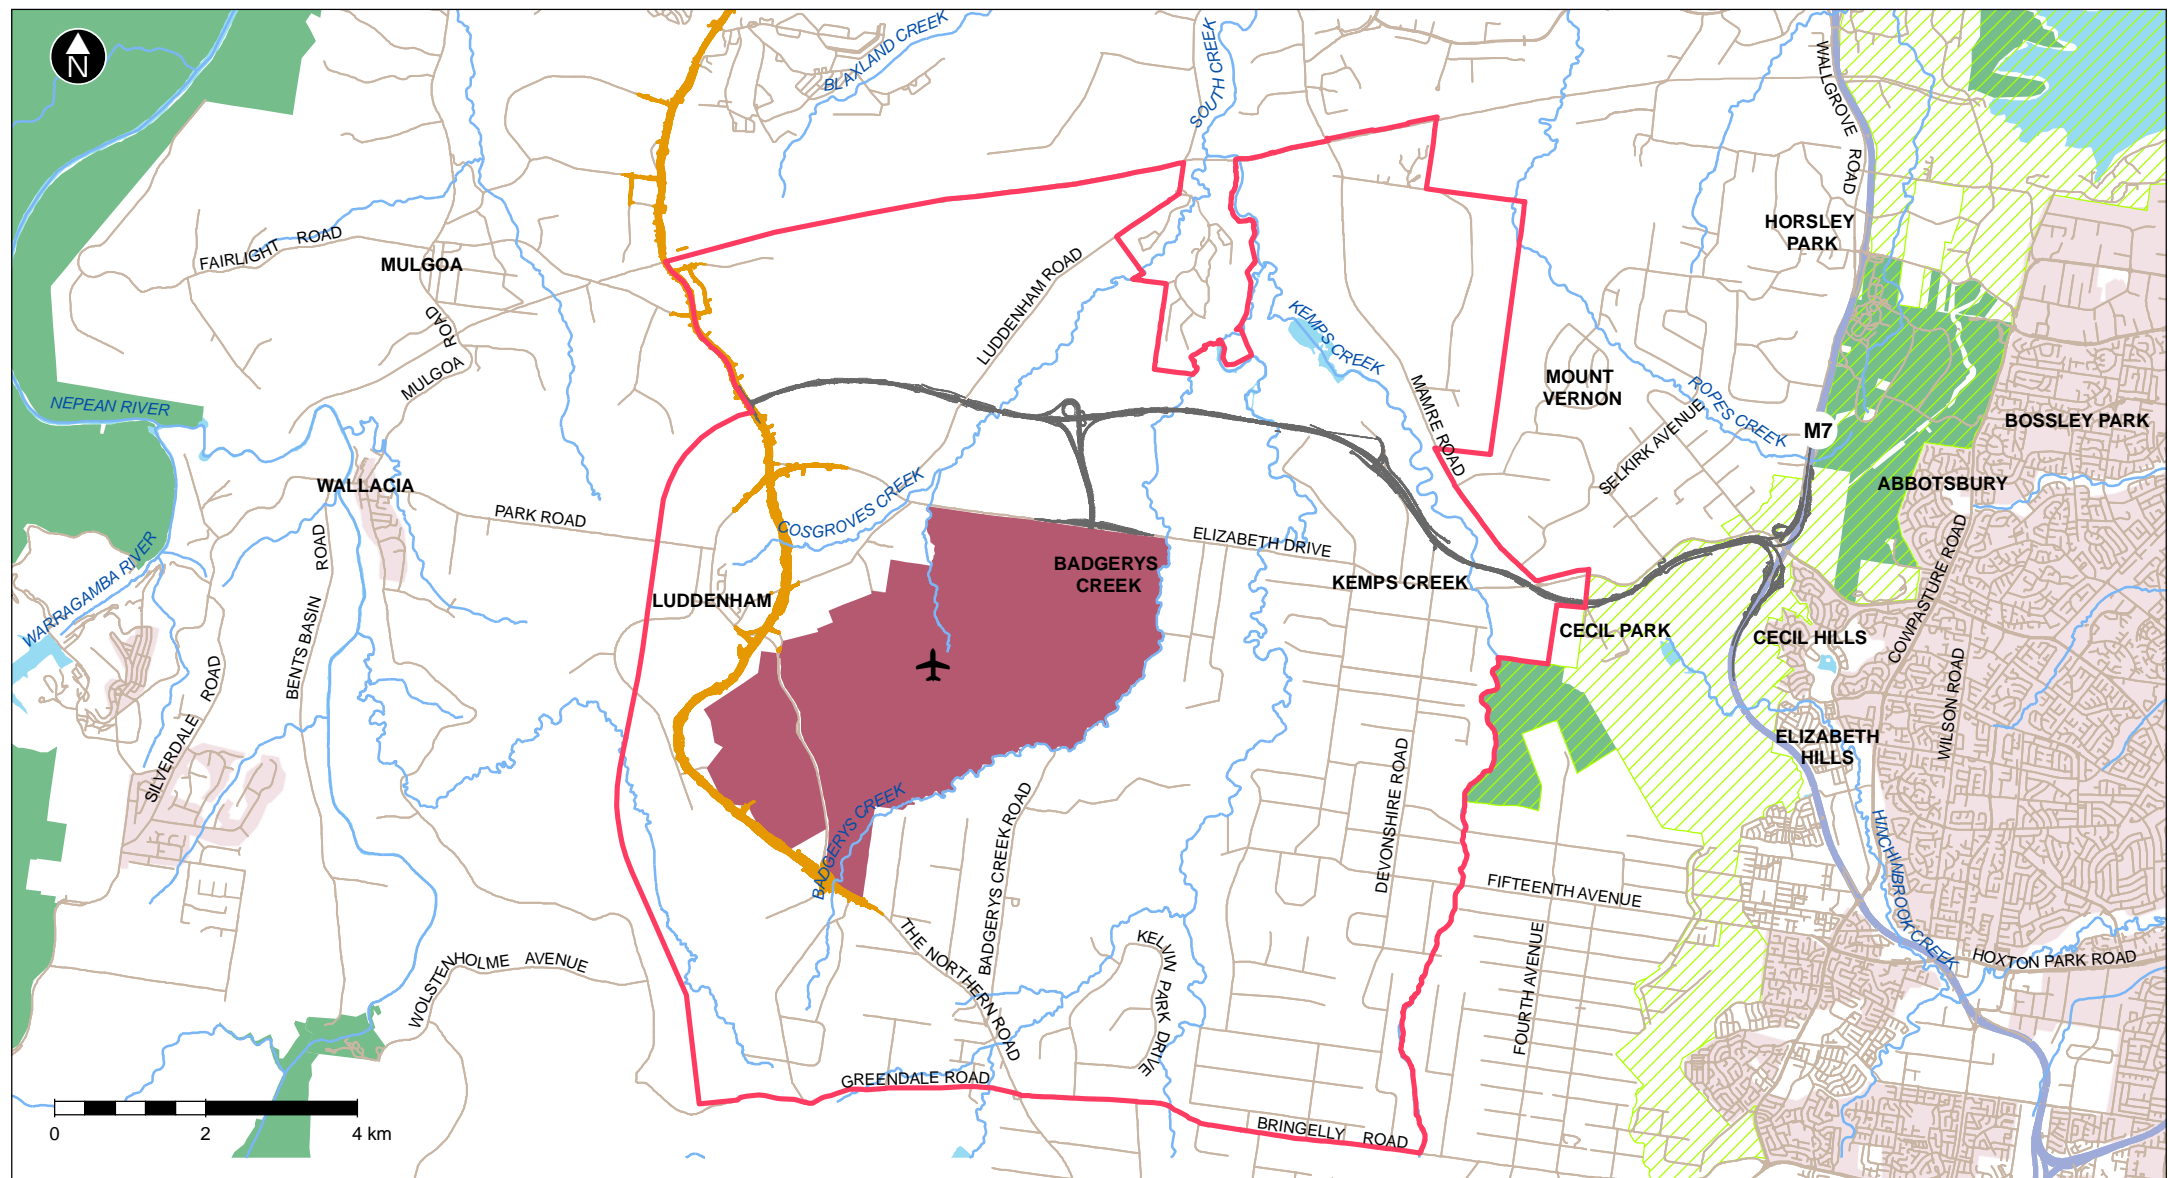 N
BLAXLAND CREEK
SOUTH CREEK
WALLGROVE ROAD
FAIRLIGHT ROAD
MULGOA
HORSLEY
PARK
LUDDENHAM ROAD
KEMPS CREEK
MULGOA ROAD
MAMRE ROAD
MOUNT
VERNON
ROPES CREEK
SELKIRK AVENUE
NEPEAN RIVER
M7
BOSSLEY PARK
WALLACIA
ABBOTSBURY
PARK ROAD
COSGROVES CREEK
ELIZABETH DRIVE
BADGERYS
CREEK
KEMPS CREEK
COWPASTURE ROAD
WARRAGAMBA RIVER
BENTS BASIN ROAD
LUDDENHAM
CECIL PARK
CECIL HILLS
WILSON ROAD
SILVERDALE ROAD
ELIZABETH
HILLS
DEVONSHIRE ROAD
BADGERYS CREEK
BADGERYS CREEK ROAD
HINCHINBROOK CREEK
FIFTEENTH AVENUE
FOURTH AVENUE
THE NORTHERN ROAD
KELVIN PARK DRIVE
HOXTON PARK ROAD
WOLSTENHOLME AVENUE
GREENDALE ROAD
BRINGELLY ROAD
0 2 4 km